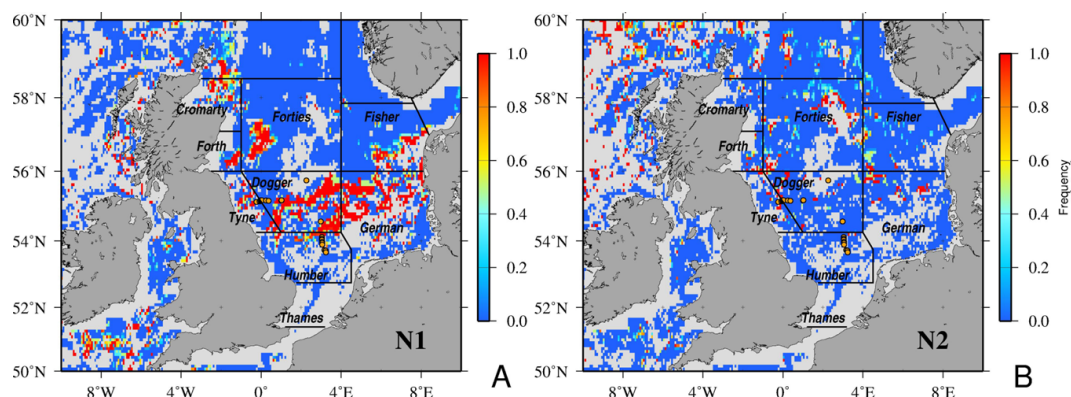 60°N
58°N
56°N
54°N
52°N
50°N
8°W 4°W 0° 4°E 8°E
Cromarty
Forties
Fisher
Forth
Dogger
Tyne
German
Humber
Thames
N1
1.0
0.8
0.6
0.4
0.2
0.0
A
60°N
58°N
56°N
54°N
52°N
50°N
8°W 4°W 0° 4°E 8°E
Cromarty
Forties
Fisher
Forth
Dogger
Tyne
German
Humber
Thames
N2
1.0
0.8
0.6
0.4
0.2
0.0
Frequency
B